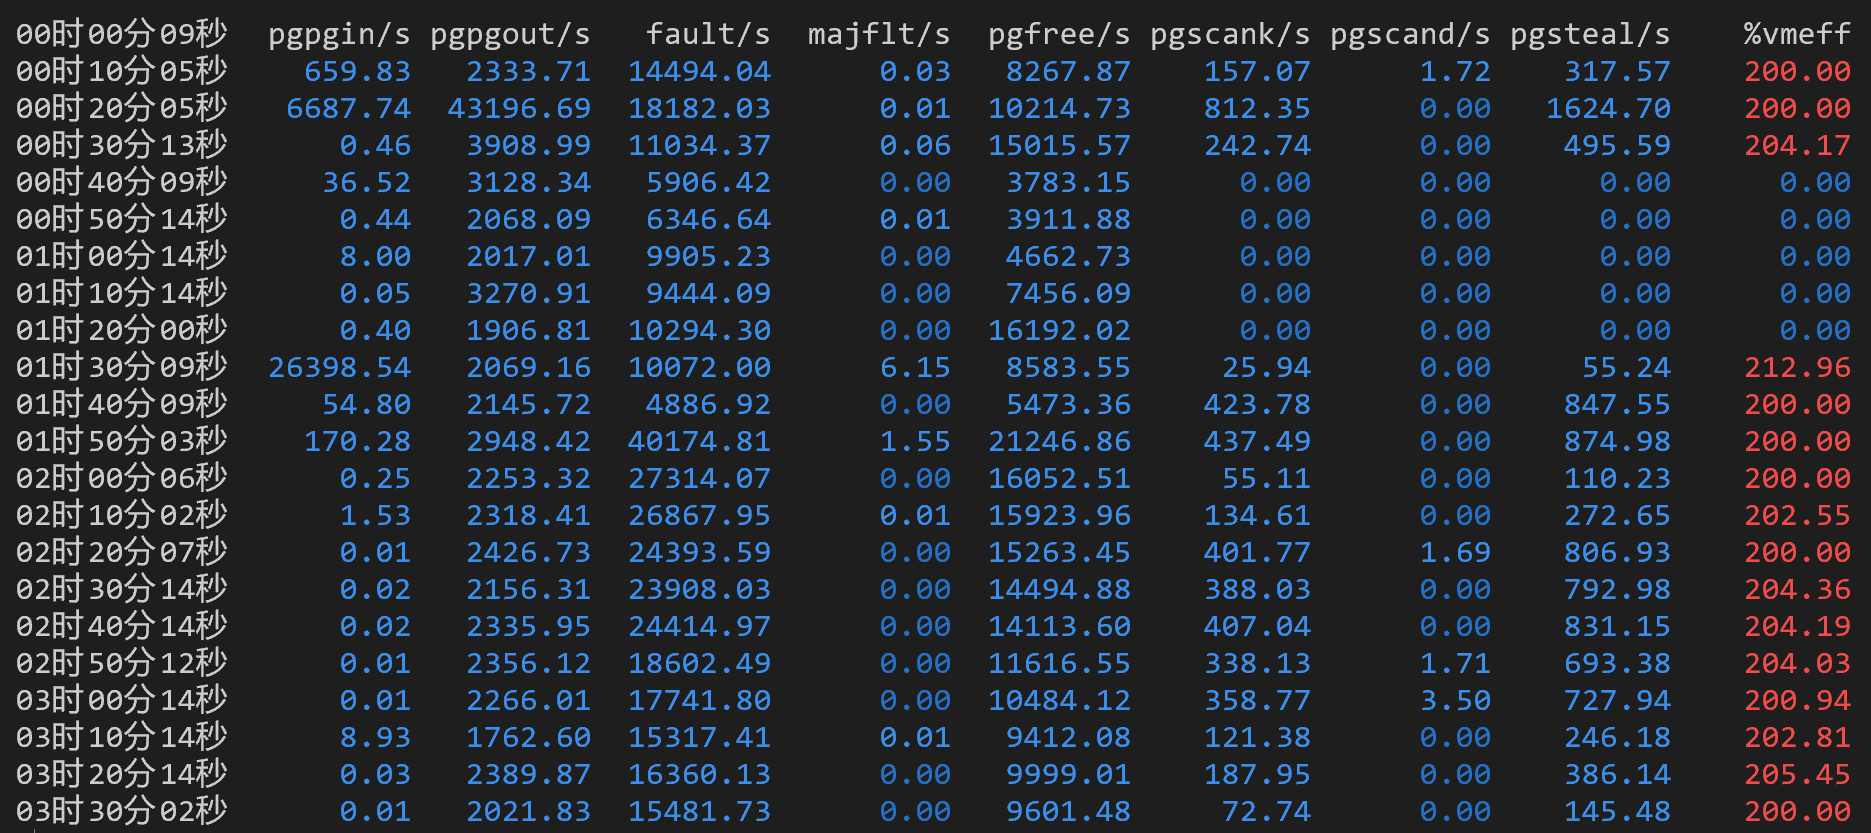 00时00分09秒 pgpgin/s pgpgout/s fault/s majflt/s pgfree/s pgscank/s pgscand/s pgsteal/s %vmeff
00时10分05秒 659.83 2333.71 14494.04 0.03 8267.87 157.07 1.72 317.57 200.00
00时20分05秒 6687.74 43196.69 18182.03 0.01 10214.73 812.35 0.00 1624.70 200.00
00时30分13秒 0.46 3908.99 11034.37 0.06 15015.57 242.74 0.00 495.59 204.17
00时40分09秒 36.52 3128.34 5906.42 0.00 3783.15 0.00 0.00 0.00 0.00
00时50分14秒 0.44 2068.09 6346.64 0.01 3911.88 0.00 0.00 0.00 0.00
01时00分14秒 8.00 2017.01 9905.23 0.00 4662.73 0.00 0.00 0.00 0.00
01时10分14秒 0.05 3270.91 9444.09 0.00 7456.09 0.00 0.00 0.00 0.00
01时20分00秒 0.40 1906.81 10294.30 0.00 16192.02 0.00 0.00 0.00 0.00
01时30分09秒 26398.54 2069.16 10072.00 6.15 8583.55 25.94 0.00 55.24 212.96
01时40分09秒 54.80 2145.72 4886.92 0.00 5473.36 423.78 0.00 847.55 200.00
01时50分03秒 170.28 2948.42 40174.81 1.55 21246.86 437.49 0.00 874.98 200.00
02时00分06秒 0.25 2253.32 27314.07 0.00 16052.51 55.11 0.00 110.23 200.00
02时10分02秒 1.53 2318.41 26867.95 0.01 15923.96 134.61 0.00 272.65 202.55
02时20分07秒 0.01 2426.73 24393.59 0.00 15263.45 401.77 1.69 806.93 200.00
02时30分14秒 0.02 2156.31 23908.03 0.00 14494.88 388.03 0.00 792.98 204.36
02时40分14秒 0.02 2335.95 24414.97 0.00 14113.60 407.04 0.00 831.15 204.19
02时50分12秒 0.01 2356.12 18602.49 0.00 11616.55 338.13 1.71 693.38 204.03
03时00分14秒 0.01 2266.01 17741.80 0.00 10484.12 358.77 3.50 727.94 200.94
03时10分14秒 8.93 1762.60 15317.41 0.01 9412.08 121.38 0.00 246.18 202.81
03时20分14秒 0.03 2389.87 16360.13 0.00 9999.01 187.95 0.00 386.14 205.45
03时30分02秒 0.01 2021.83 15481.73 0.00 9601.48 72.74 0.00 145.48 200.00